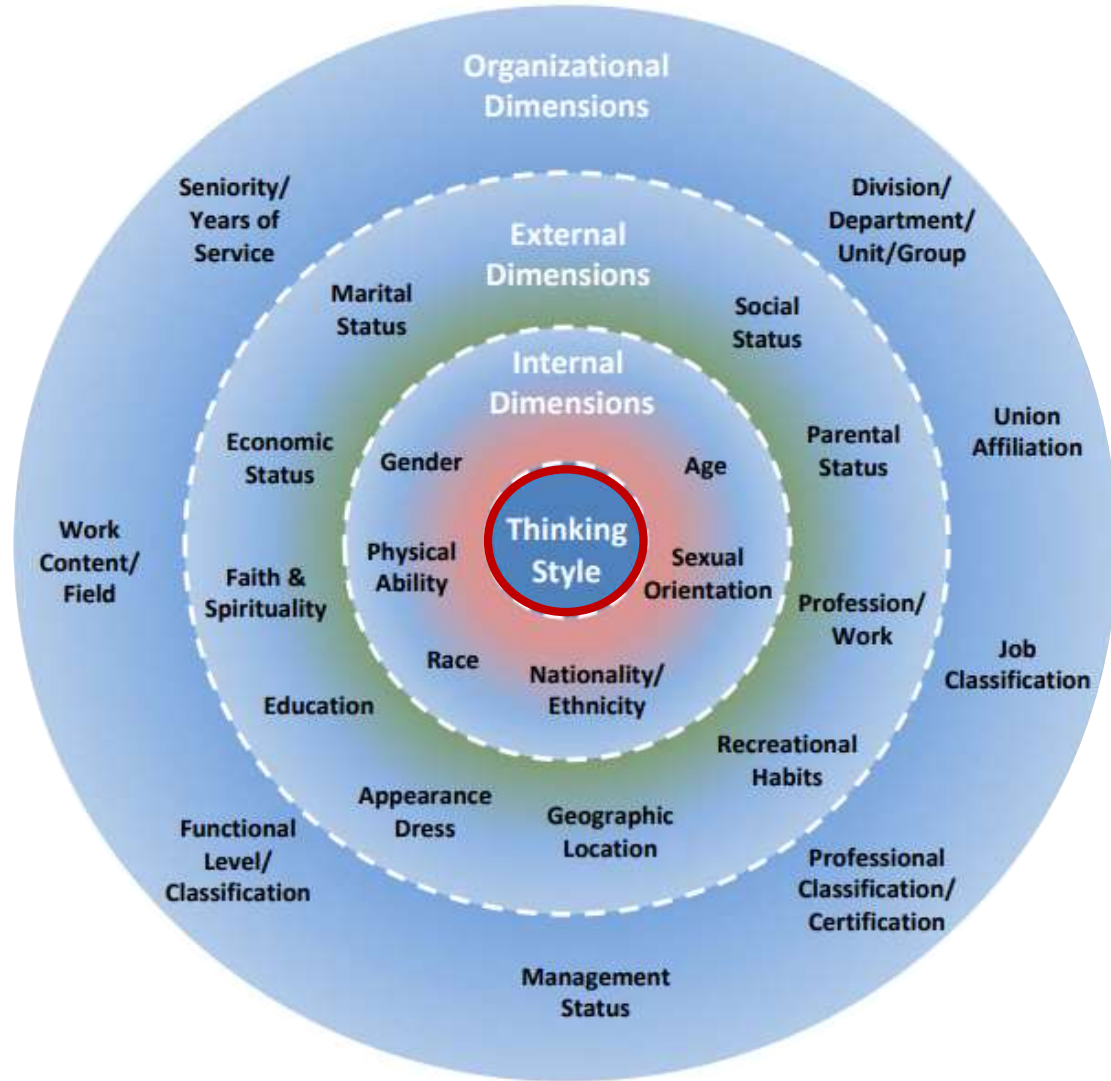 Organizational
Dimensions
Seniority/
Years of
Service
Division/
Department/
Unit/Group
External
Dimensions
Marital
Status
Social
Status
Internal
Dimensions
Economic
Status
Gender
Age
Parental
Status
Union
Affiliation
Work
Content/
Field
Faith &
Spirituality
Physical
Ability
Thinking
Style
Sexual
Orientation
Profession/
Work
Job
Classification
Race
Nationality/
Ethnicity
Education
Recreational
Habits
Appearance
Dress
Geographic
Location
Functional
Level/
Classification
Professional
Classification/
Certification
Management
Status